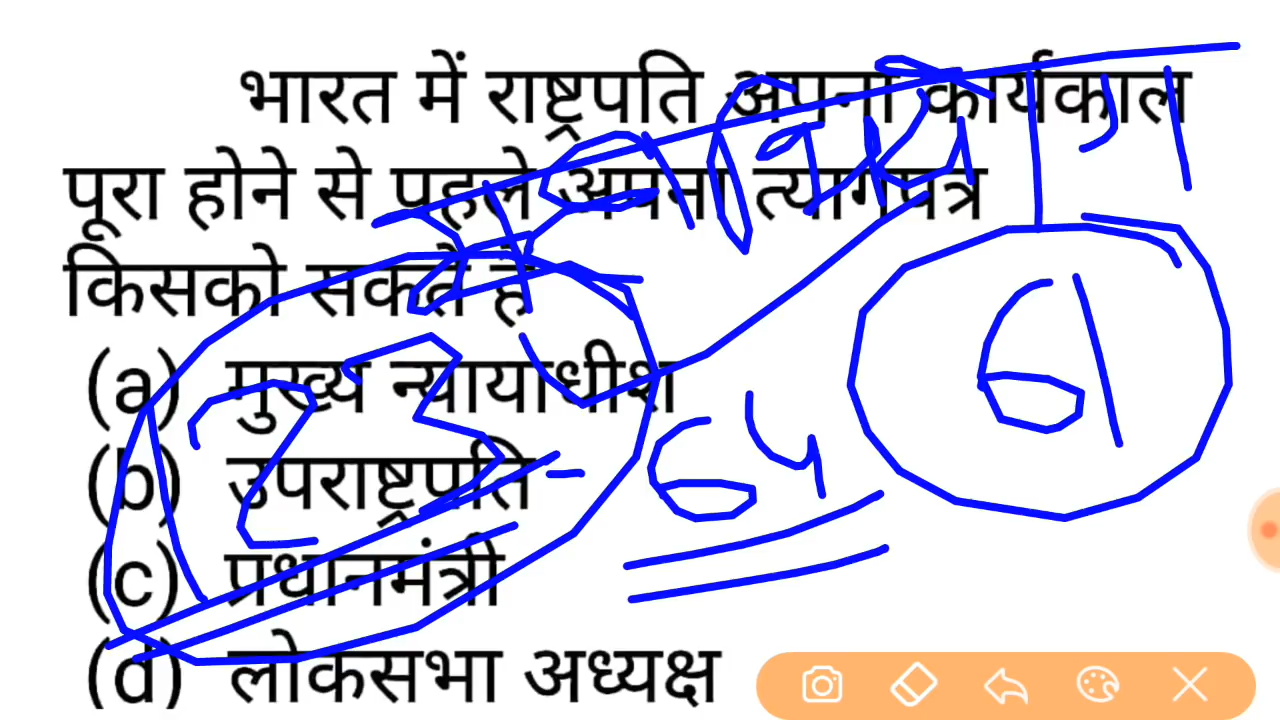 भारत में राष्ट्रपति अपना कार्यकाल
पूरा होने से पहले अपना त्यागपत्र
किसको सकते है
(a) मुख्य न्यायाधीश
(b) उपराष्ट्रपति
(c) प्रधानमंत्री
(d) लोकसभा अध्यक्ष
64
61